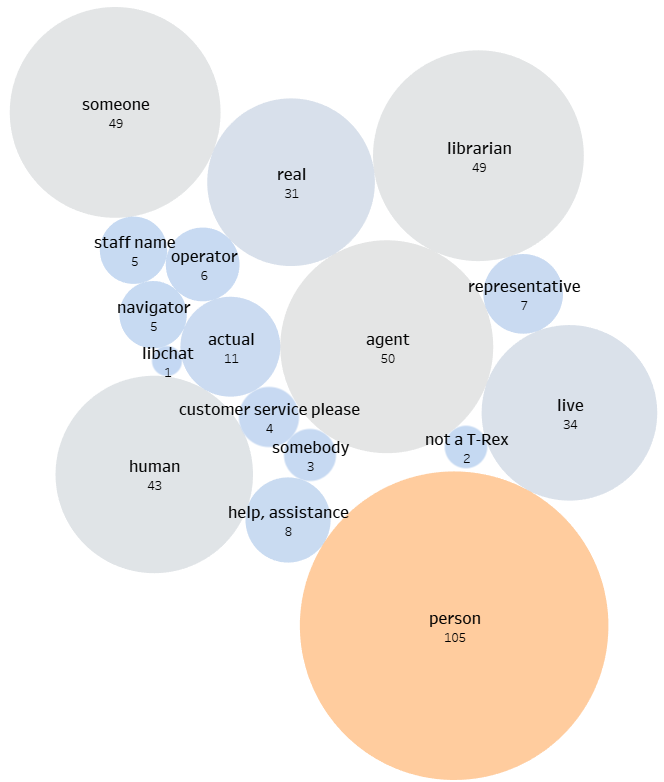 someone
49
real
31
librarian
49
staff name
5
operator
6
representative
7
navigator
5
actual
11
agent
50
libchat
1
live
34
customer service please
4
not a T-Rex
2
somebody
3
human
43
help, assistance
8
person
105